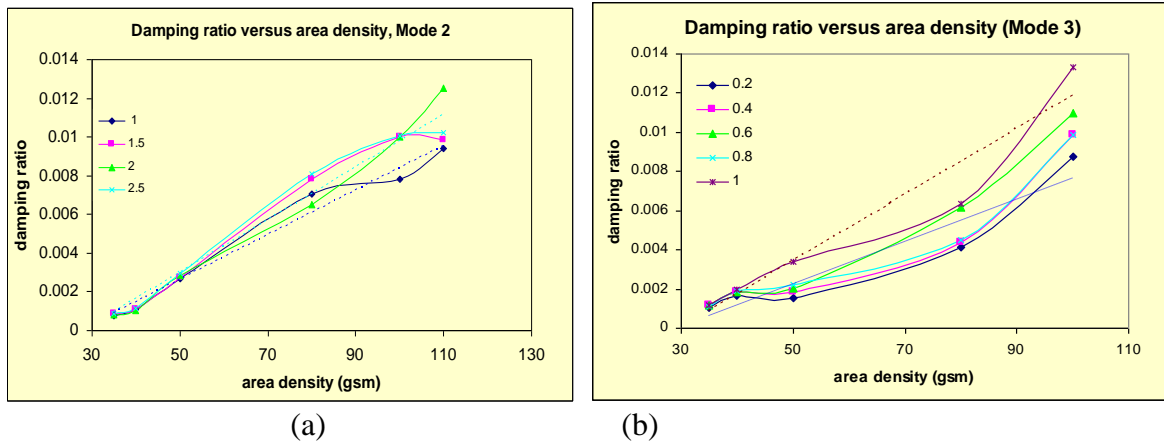 Damping ratio versus area density, Mode 2
0.014
0.012
0.01
0.008
0.006
0.004
0.002
0
damping ratio
1
1.5
2
2.5
30 50 70 90 110 130
area density (gsm)
(a)
Damping ratio versus area density (Mode 3)
0.014
0.012
0.01
0.008
0.006
0.004
0.002
0
damping ratio
0.2
0.4
0.6
0.8
1
30 50 70 90 110
area density (gsm)
(b)